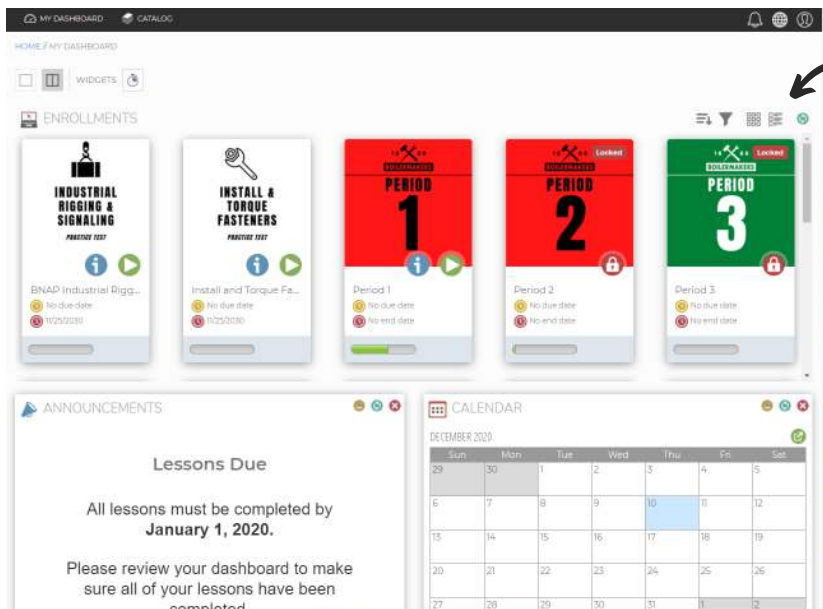 MY DASHBOARD CATALOG
HOME // MY DASHBOARD
WIDGETS
ENROLLMENTS
INDUSTRIAL
RIGGING &
SIGNALING
PRACTICE TEST
INSTALL &
TORQUE
FASTENERS
PRACTICE TEST
BOILERMAKERS
PERIOD
1
Locked
BOILERMAKERS
PERIOD
2
Locked
BOILERMAKERS
PERIOD
3
BNAP Industrial Rigg...
No due date
11/25/2030
Install and Torque Fa...
No due date
11/25/2030
Period 1
No due date
No end date
Period 2
No due date
No end date
Period 3
No due date
No end date
ANNOUNCEMENTS
Lessons Due
All lessons must be completed by
January 1, 2020.
Please review your dashboard to make
sure all of your lessons have been
completed
CALENDAR
DECEMBER 2020
Sun Mon Tue Wed Thu Fri Sat
29 30 1 2 3 4 5
6 7 8 9 10 11 12
13 14 15 16 17 18 19
20 21 22 23 24 25 26
27 28 29 30 31 1 2